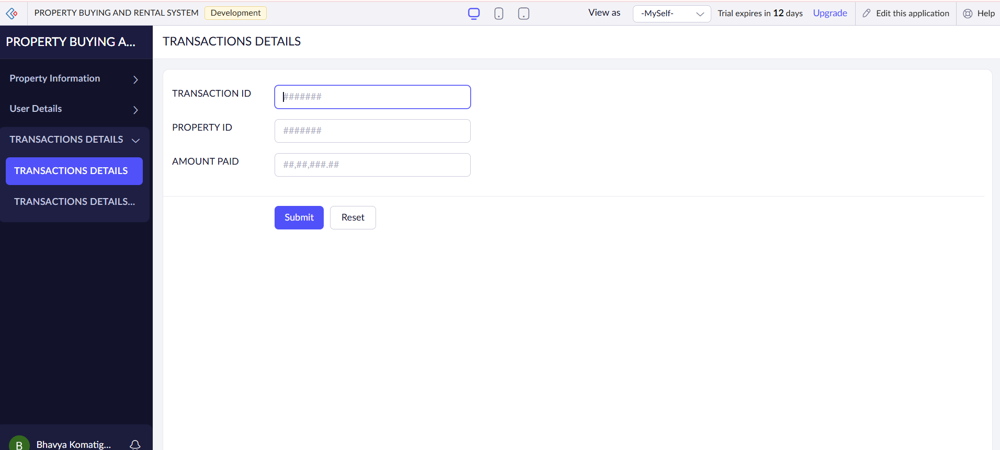 PROPERTY BUYING AND RENTAL SYSTEM Development View as -MySelf- Trial expires in 12 days Upgrade Edit this application Help
PROPERTY BUYING A...
TRANSACTIONS DETAILS
Property Information
User Details
TRANSACTIONS DETAILS
TRANSACTIONS DETAILS
TRANSACTIONS DETAILS...
TRANSACTION ID #######
PROPERTY ID #######
AMOUNT PAID ##,##,###.##
Submit Reset
B Bhavya Komatig...